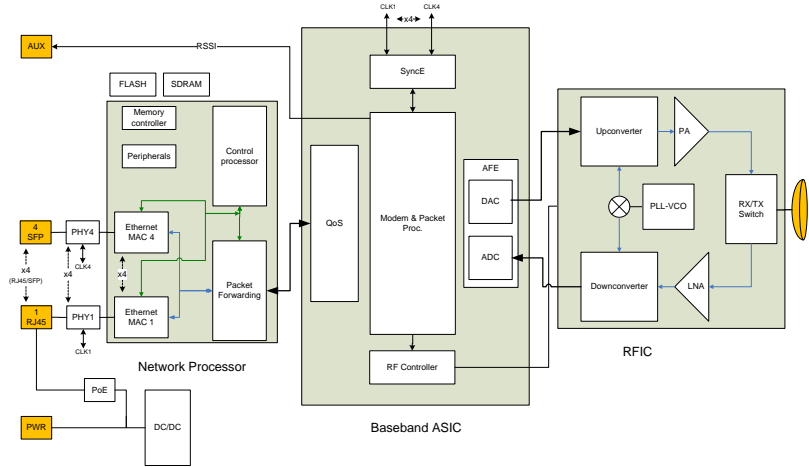 CLK1
x4
CLK4
AUX
RSSI
SyncE
FLASH
SDRAM
Memory
controller
Peripherals
Control
processor
Upconverter
PA
AFE
DAC
ADC
QoS
Modem & Packet
Proc.
PLL-VCO
RX/TX
Switch
4
SFP
PHY4
Ethernet
MAC 4
CLK4
x4
(RJ45/SFP)
x4
x4
Packet
Forwarding
Downconverter
LNA
1
RJ45
PHY1
Ethernet
MAC 1
CLK1
Network Processor
RF Controller
RFIC
PoE
PWR
DC/DC
Baseband ASIC